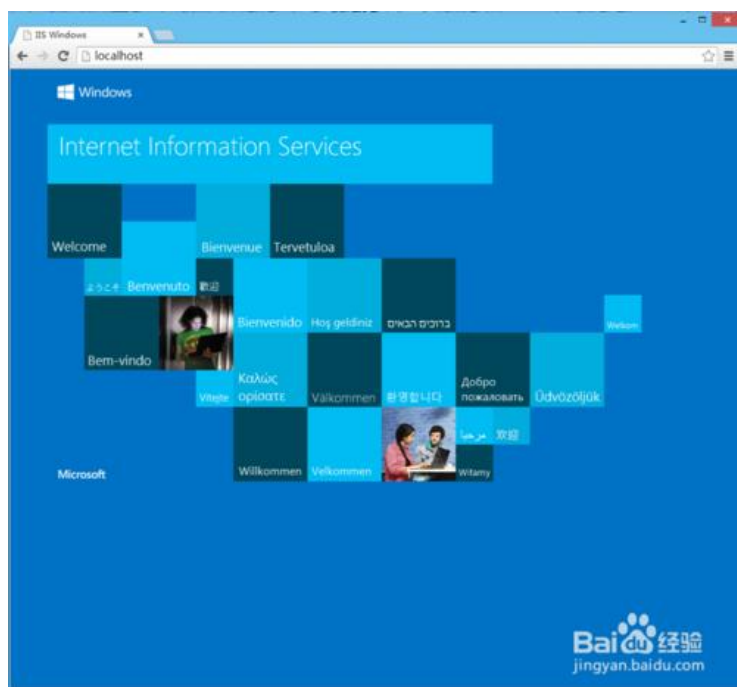 IIS Windows
localhost
Windows
Internet Information Services
Welcome
Bienvenue
Tervetuloa
ようこそ
Benvenuto
歡迎
Bienvenido
Hoş geldiniz
ברוכים הבאים
Welkom
Bem-vindo
Vítejte
Καλώς
ορίσατε
Välkommen
환영합니다
Добро
пожаловать
Üdvözöljük
مرحبا
欢迎
Microsoft
Willkommen
Velkommen
Witamy
Bai du 经验
jingyan.baidu.com